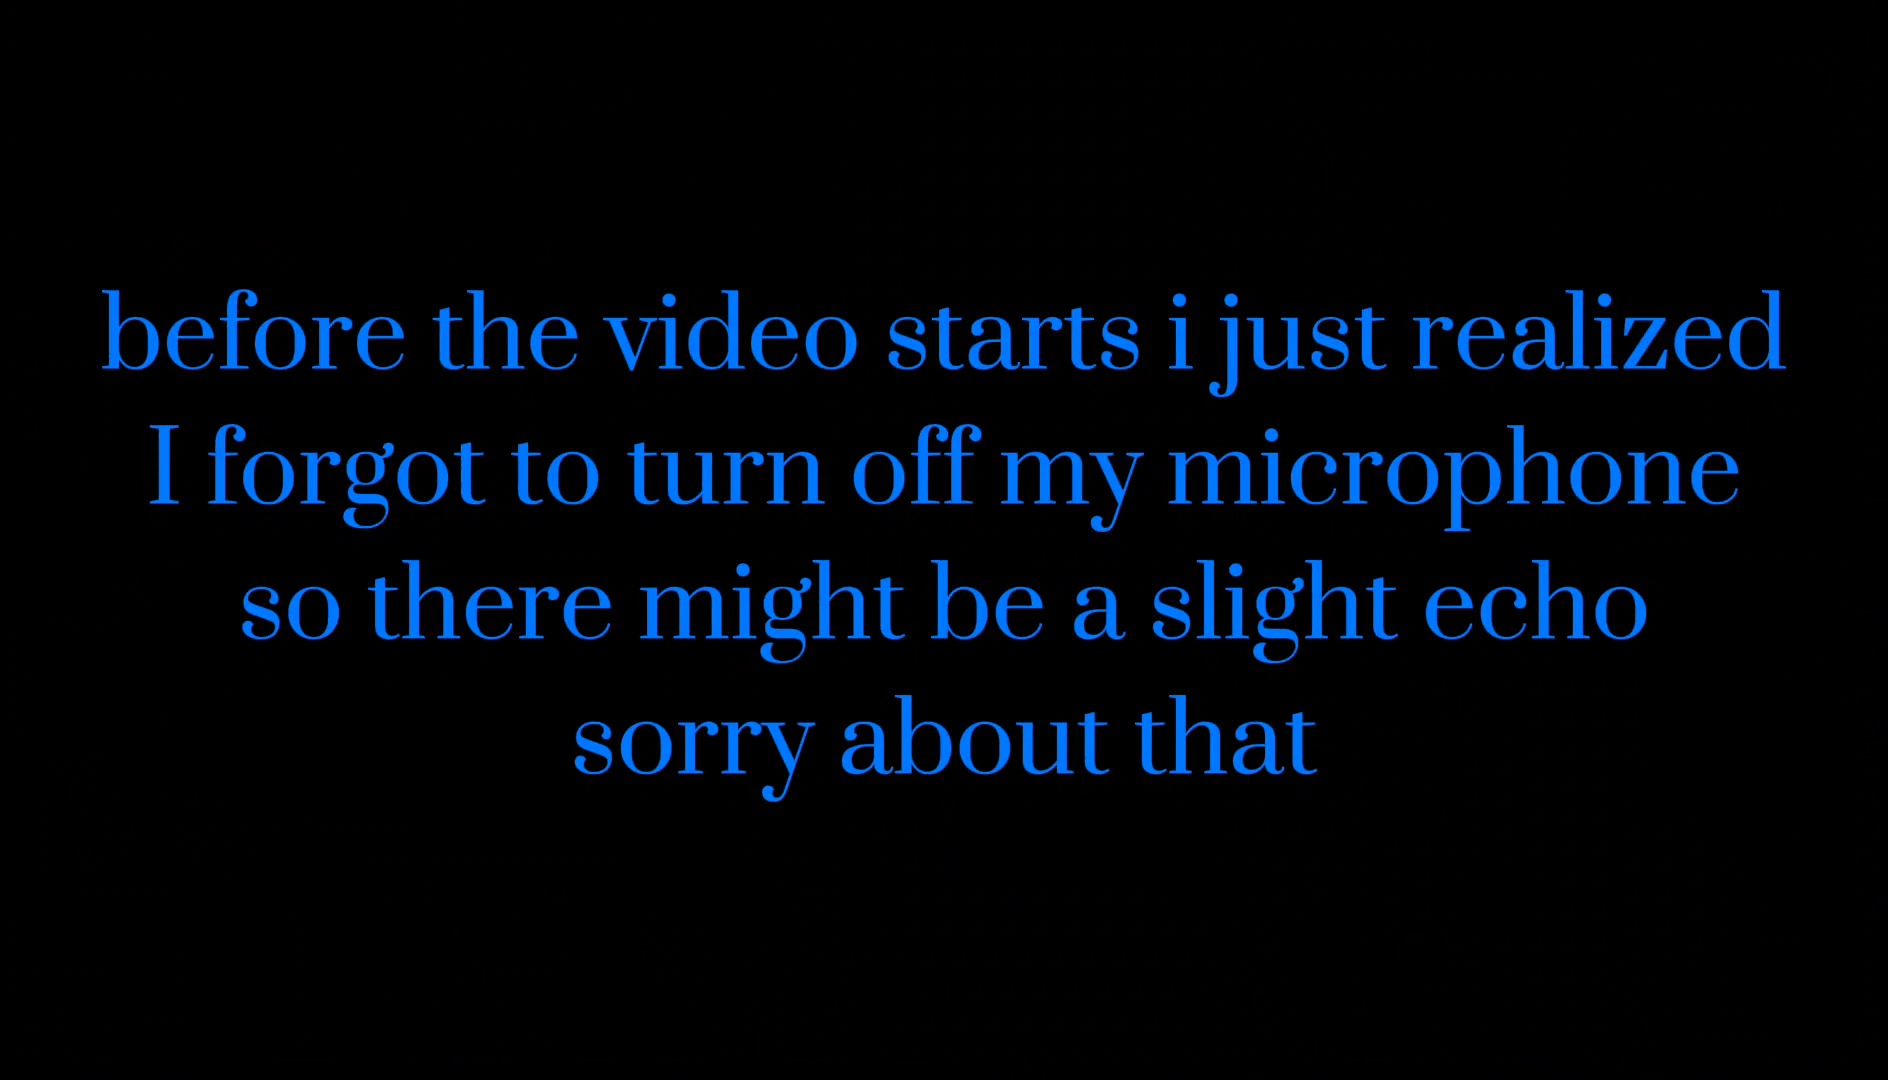 before the video starts i just realized
I forgot to turn off my microphone
so there might be a slight echo
sorry about that